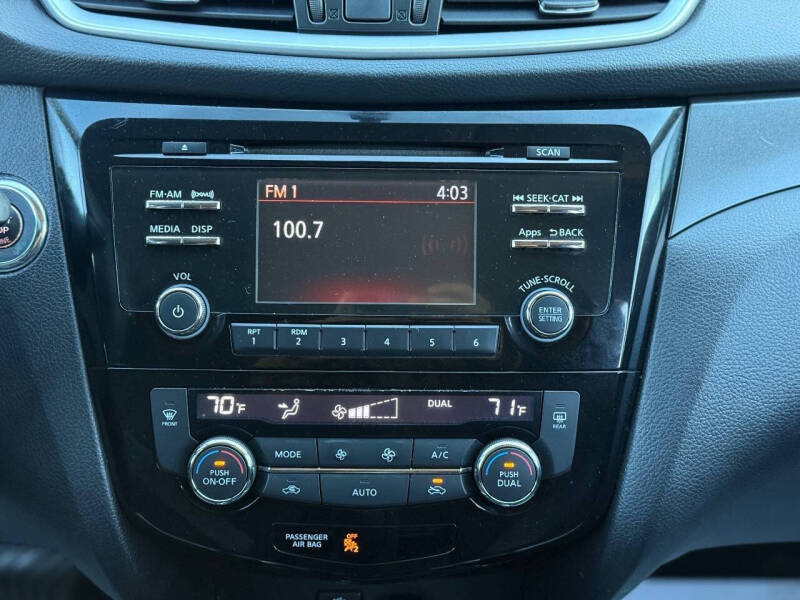 SCAN
FM·AM
MEDIA DISP
FM 1 4:03
100.7
SEEK·CAT
Apps BACK
VOL
TUNE·SCROLL
ENTER
SETTING
RPT
1
RDM
2
3
4
5
6
70°F DUAL 71°F
FRONT
REAR
MODE A/C
PUSH
ON·OFF
PUSH
DUAL
AUTO
PASSENGER
AIR BAG
OFF
2